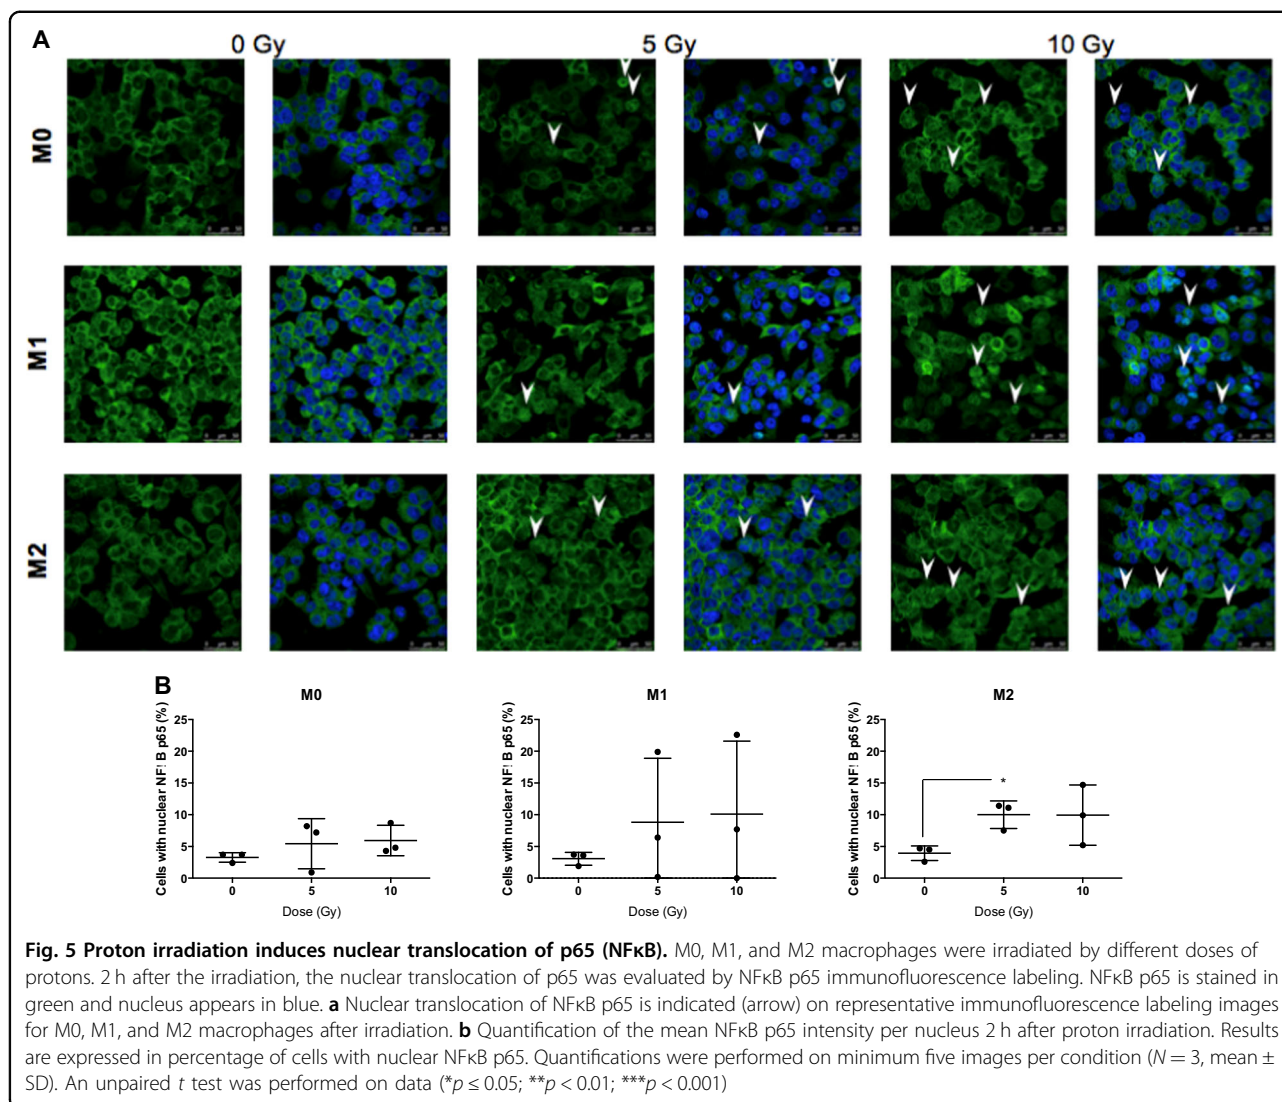 A
0 Gy
5 Gy
10 Gy
M0
M1
M2
B
M0
Cells with nuclear NF! B p65 (%)
25
20
15
10
5
0
0
5
10
Dose (Gy)
M1
Cells with nuclear NF! B p65 (%)
25
20
15
10
5
0
0
5
10
Dose (Gy)
M2
Cells with nuclear NF! B p65 (%)
25
20
15
10
5
0
*
0
5
10
Dose (Gy)
Fig. 5 Proton irradiation induces nuclear translocation of p65 (NFκB). M0, M1, and M2 macrophages were irradiated by different doses of
protons. 2 h after the irradiation, the nuclear translocation of p65 was evaluated by NFκB p65 immunofluorescence labeling. NFκB p65 is stained in
green and nucleus appears in blue. a Nuclear translocation of NFκB p65 is indicated (arrow) on representative immunofluorescence labeling images
for M0, M1, and M2 macrophages after irradiation. b Quantification of the mean NFκB p65 intensity per nucleus 2 h after proton irradiation. Results
are expressed in percentage of cells with nuclear NFκB p65. Quantifications were performed on minimum five images per condition (N = 3, mean ±
SD). An unpaired t test was performed on data (*p ≤ 0.05; **p < 0.01; ***p < 0.001)